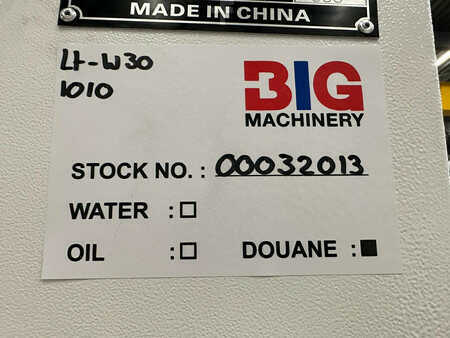 MADE IN CHINA
Lt-W30
1010
BIG
MACHINERY
STOCK NO. : 00032013
WATER : ☐
OIL : ☐ DOUANE : ■